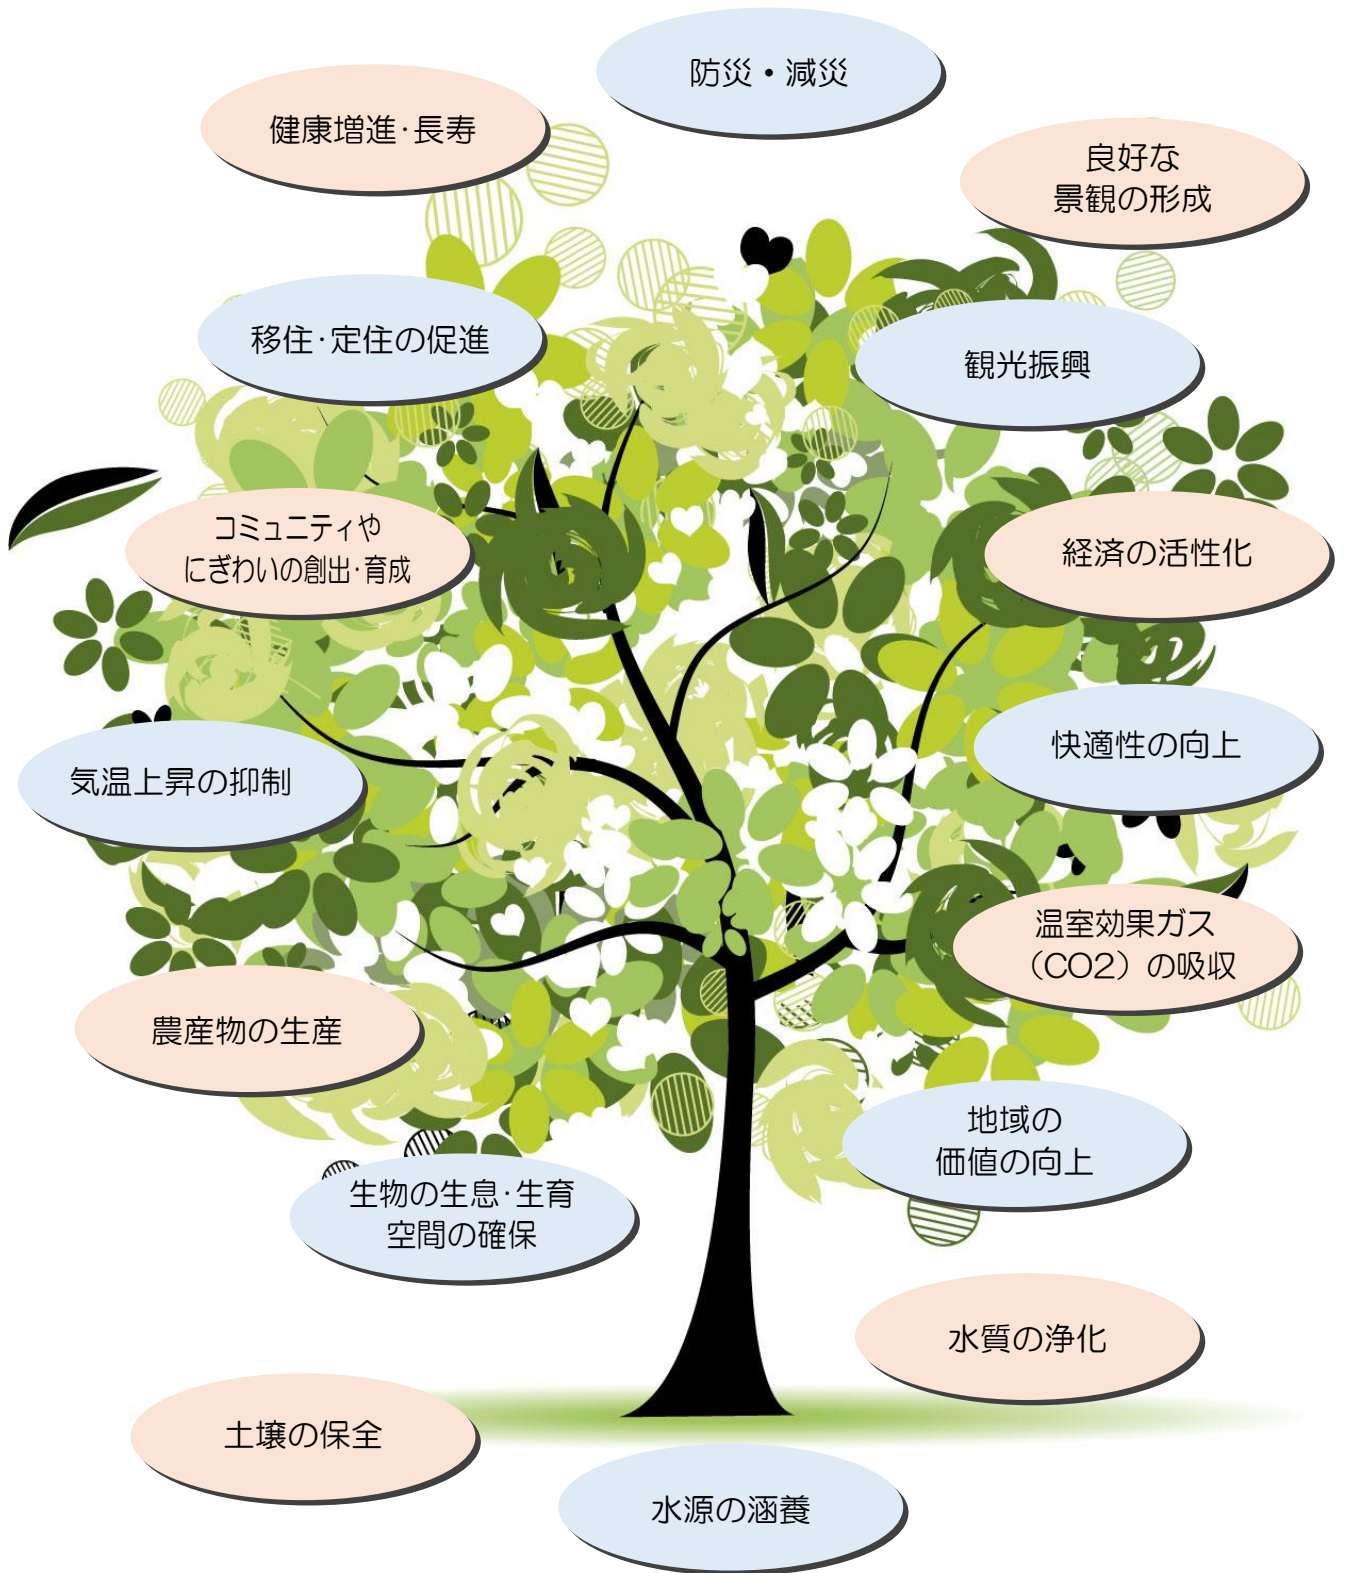 防災・減災
健康増進･長寿
良好な
景観の形成
移住･定住の促進
観光振興
コミュニティや
にぎわいの創出･育成
経済の活性化
快適性の向上
気温上昇の抑制
温室効果ガス
（CO2）の吸収
農産物の生産
地域の
価値の向上
生物の生息･生育
空間の確保
水質の浄化
土壌の保全
水源の涵養